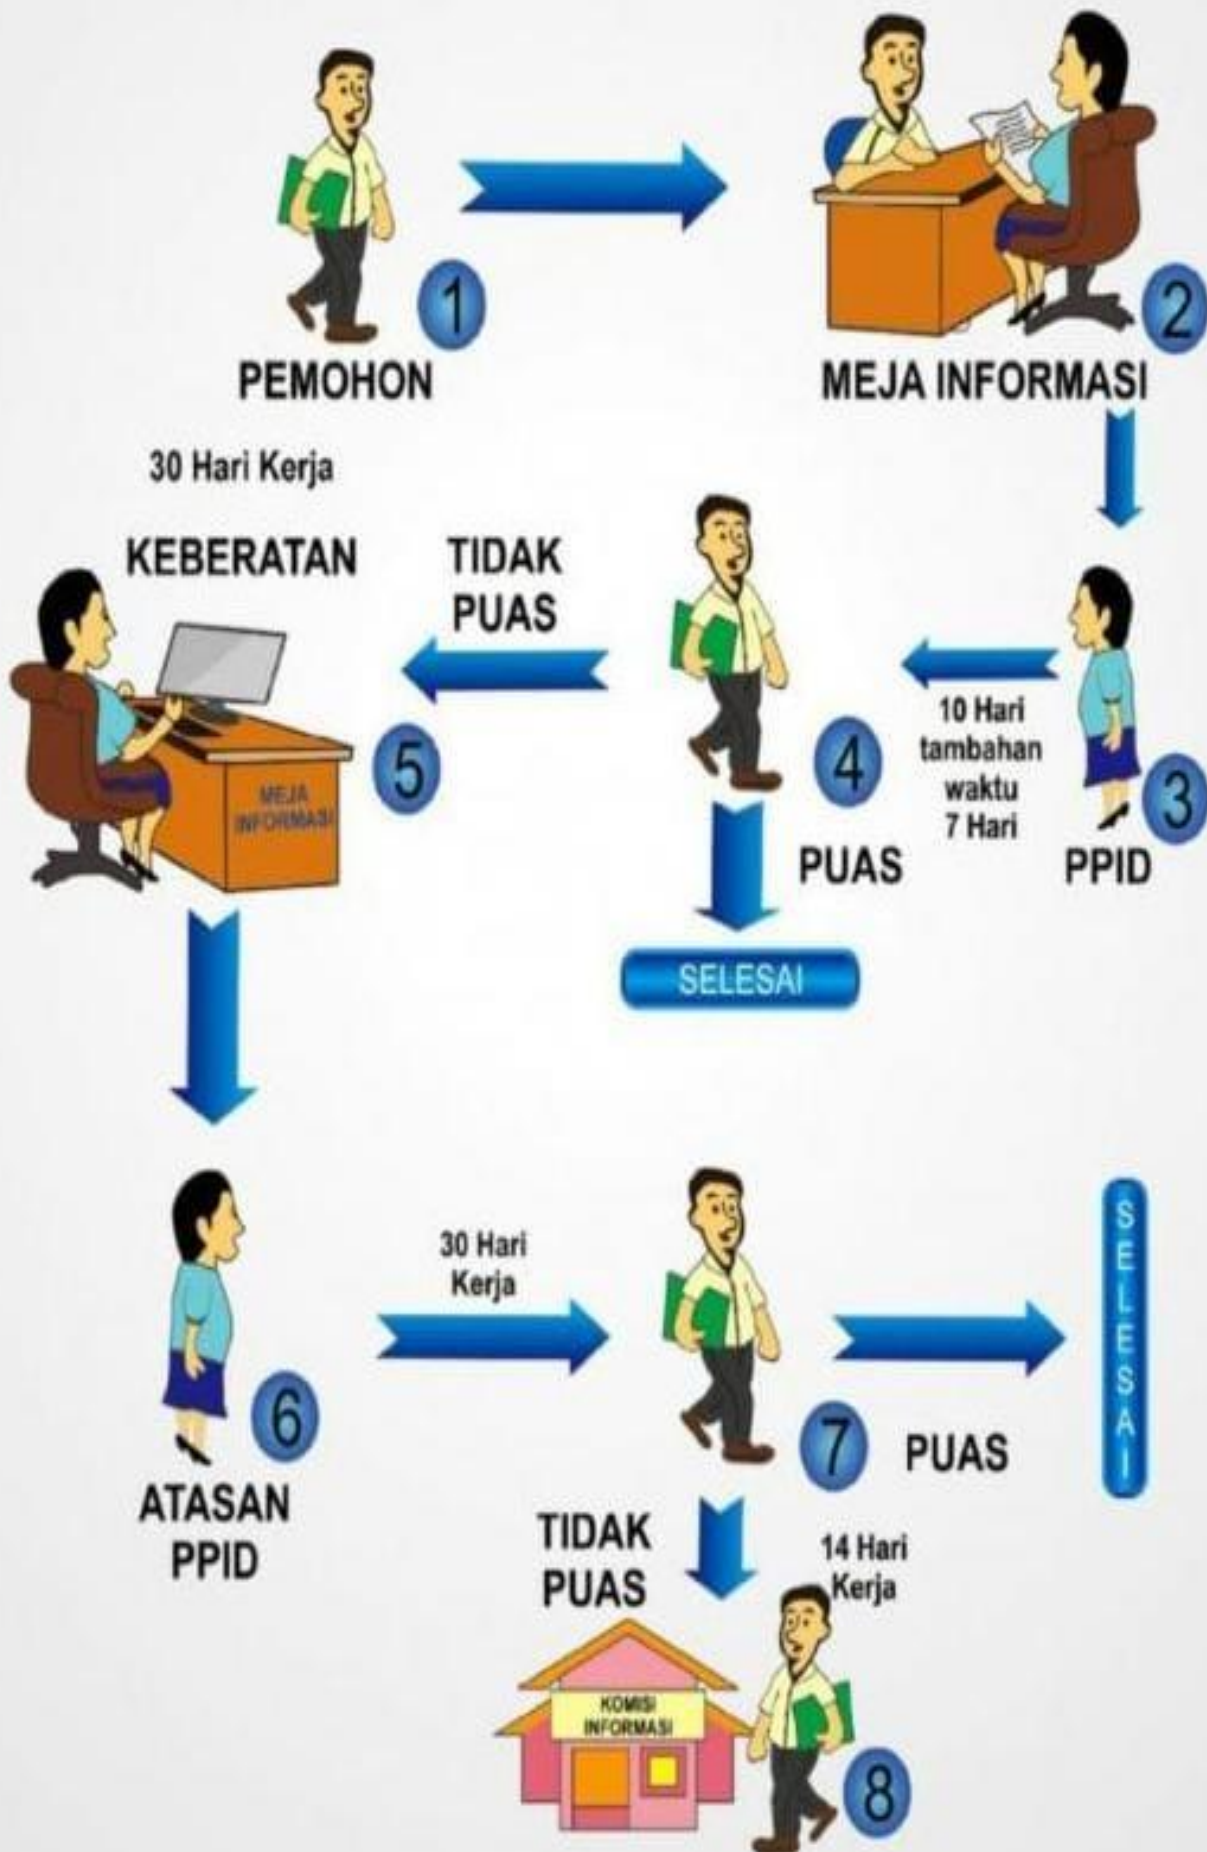 1
PEMOHON
2
MEJA INFORMASI
30 Hari Kerja
KEBERATAN
TIDAK
PUAS
5
MEJA
INFORMASI
4
PUAS
SELESAI
10 Hari
tambahan
waktu
7 Hari
3
PPID
6
ATASAN
PPID
30 Hari
Kerja
7
PUAS
SELESAI
TIDAK
PUAS
14 Hari
Kerja
KOMISI
INFORMASI
8